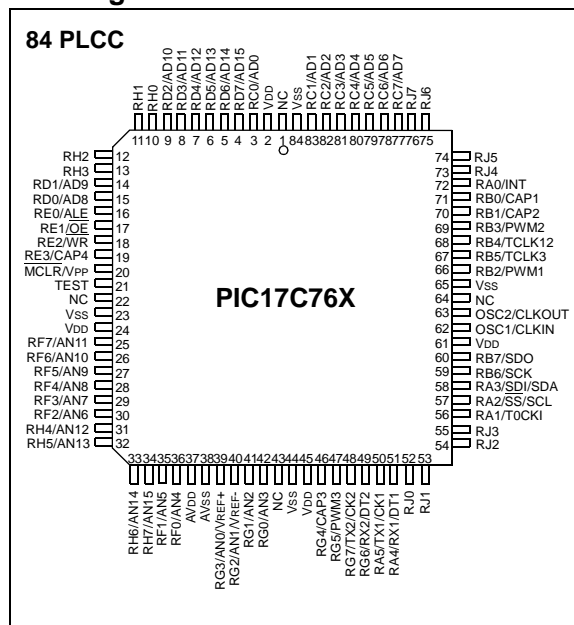 84 PLCC
RH1
RH0
RD2/AD10
RD3/AD11
RD4/AD12
RD5/AD13
RD6/AD14
RD7/AD15
RC0/AD0
VDD
NC
VSS
RC1/AD1
RC2/AD2
RC3/AD3
RC4/AD4
RC5/AD5
RC6/AD6
RC7/AD7
RJ7
RJ6
11 10 9 8 7 6 5 4 3 2 1 84 83 82 81 80 79 78 77 76 75
RH2 12
RH3 13
RD1/AD9 14
RD0/AD8 15
RE0/ALE 16
RE1/OE 17
RE2/WR 18
RE3/CAP4 19
MCLR/VPP 20
TEST 21
NC 22
VSS 23
VDD 24
RF7/AN11 25
RF6/AN10 26
RF5/AN9 27
RF4/AN8 28
RF3/AN7 29
RF2/AN6 30
RH4/AN12 31
RH5/AN13 32
PIC17C76X
74 RJ5
73 RJ4
72 RA0/INT
71 RB0/CAP1
70 RB1/CAP2
69 RB3/PWM2
68 RB4/TCLK12
67 RB5/TCLK3
66 RB2/PWM1
65 VSS
64 NC
63 OSC2/CLKOUT
62 OSC1/CLKIN
61 VDD
60 RB7/SDO
59 RB6/SCK
58 RA3/SDI/SDA
57 RA2/SS/SCL
56 RA1/T0CKI
55 RJ3
54 RJ2
33 34 35 36 37 38 39 40 41 42 43 44 45 46 47 48 49 50 51 52 53
RH6/AN14
RH7/AN15
RF1/AN5
RF0/AN4
AVDD
AVSS
RG3/AN0/VREF+
RG2/AN1/VREF-
RG1/AN2
RG0/AN3
NC
VSS
VDD
RG4/CAP3
RG5/PWM3
RG7/TX2/CK2
RG6/RX2/DT2
RA5/TX1/CK1
RA4/RX1/DT1
RJ0
RJ1